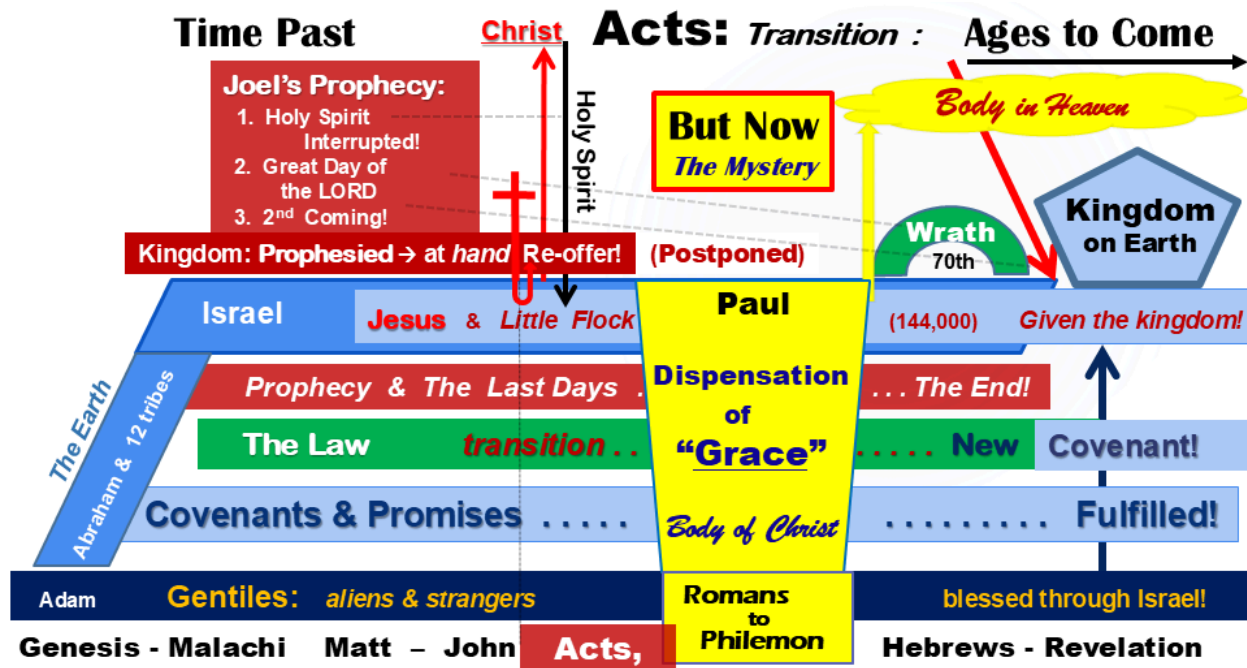 Time Past
Christ
Acts: Transition :
Ages to Come
Joel's Prophecy:
1. Holy Spirit
Interrupted!
2. Great Day of
the LORD
3. 2nd Coming!
Holy Spirit
But Now
The Mystery
Body in Heaven
Kingdom
on Earth
Wrath
70th
Kingdom: Prophesied → at hand Re-offer!
(Postponed)
Israel
Jesus & Little Flock
Paul
(144,000)
Given the kingdom!
The Earth
Abraham & 12 tribes
Prophecy & The Last Days .
Dispensation
of
"Grace"
. . . The End!
The Law
transition . .
. . . . . New Covenant!
Covenants & Promises . . . . .
Body of Christ
. . . . . . . . . Fulfilled!
Adam
Gentiles: aliens & strangers
Romans
to
Philemon
blessed through Israel!
Genesis - Malachi
Matt – John
Acts,
Hebrews - Revelation